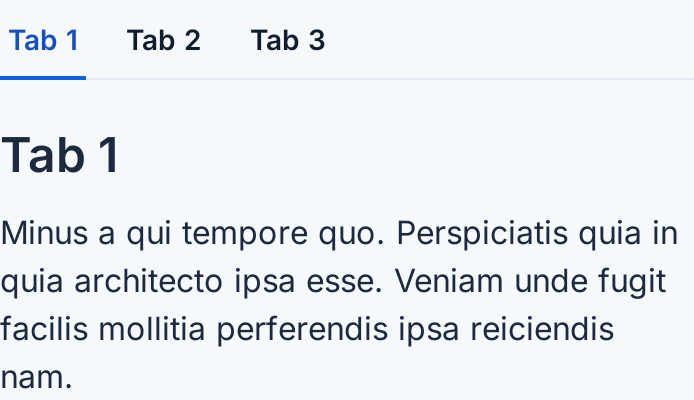 Tab 1 Tab 2 Tab 3
Tab 1
Minus a qui tempore quo. Perspiciatis quia in
quia architecto ipsa esse. Veniam unde fugit
facilis mollitia perferendis ipsa reiciendis
nam.